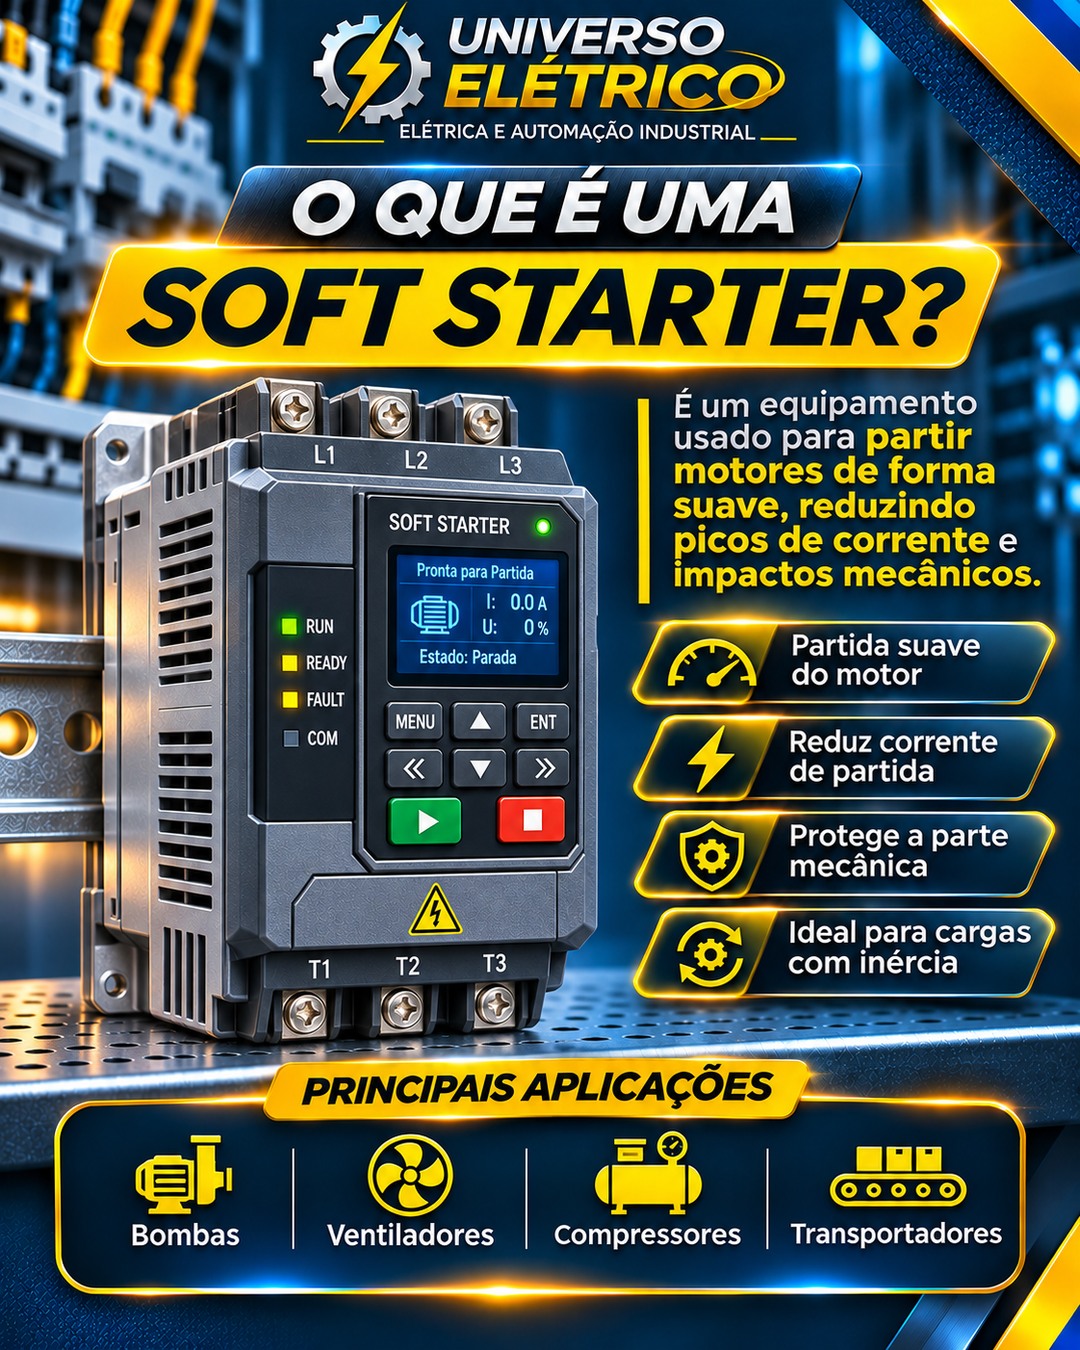 UNIVERSO
ELÉTRICO
ELÉTRICA E AUTOMAÇÃO INDUSTRIAL
O QUE É UMA
SOFT STARTER?
É um equipamento
usado para partir
motores de forma
suave, reduzindo
picos de corrente e
impactos mecânicos.
L1 L2 L3
SOFT STARTER
Pronta para Partida
I: 0.0 A
U: 0 %
Estado: Parada
RUN
READY
FAULT
COM
MENU
ENT
T1 T2 T3
Partida suave
do motor
Reduz corrente
de partida
Protege a parte
mecânica
Ideal para cargas
com inércia
PRINCIPAIS APLICAÇÕES
Bombas
Ventiladores
Compressores
Transportadores